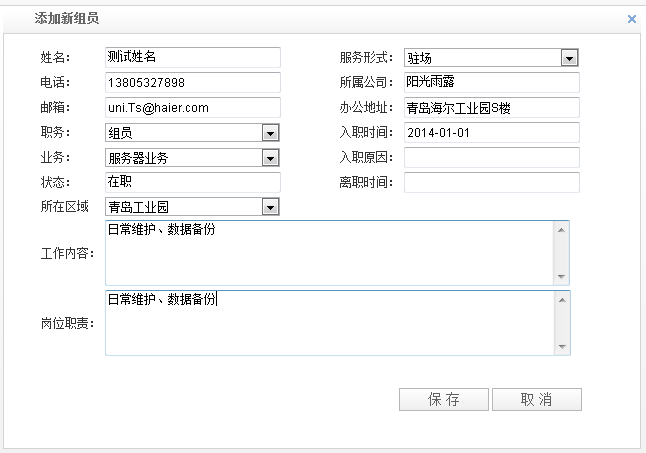 添加新组员
姓名： 测试姓名 服务形式： 驻场
电话： 13805327898 所属公司： 阳光雨露
邮箱： uni.Ts@haier.com 办公地址： 青岛海尔工业园S楼
职务： 组员 入职时间： 2014-01-01
业务： 服务器业务 入职原因：
状态： 在职 离职时间：
所在区域 青岛工业园
日常维护、数据备份
工作内容：
日常维护、数据备份
岗位职责：
保 存 取 消